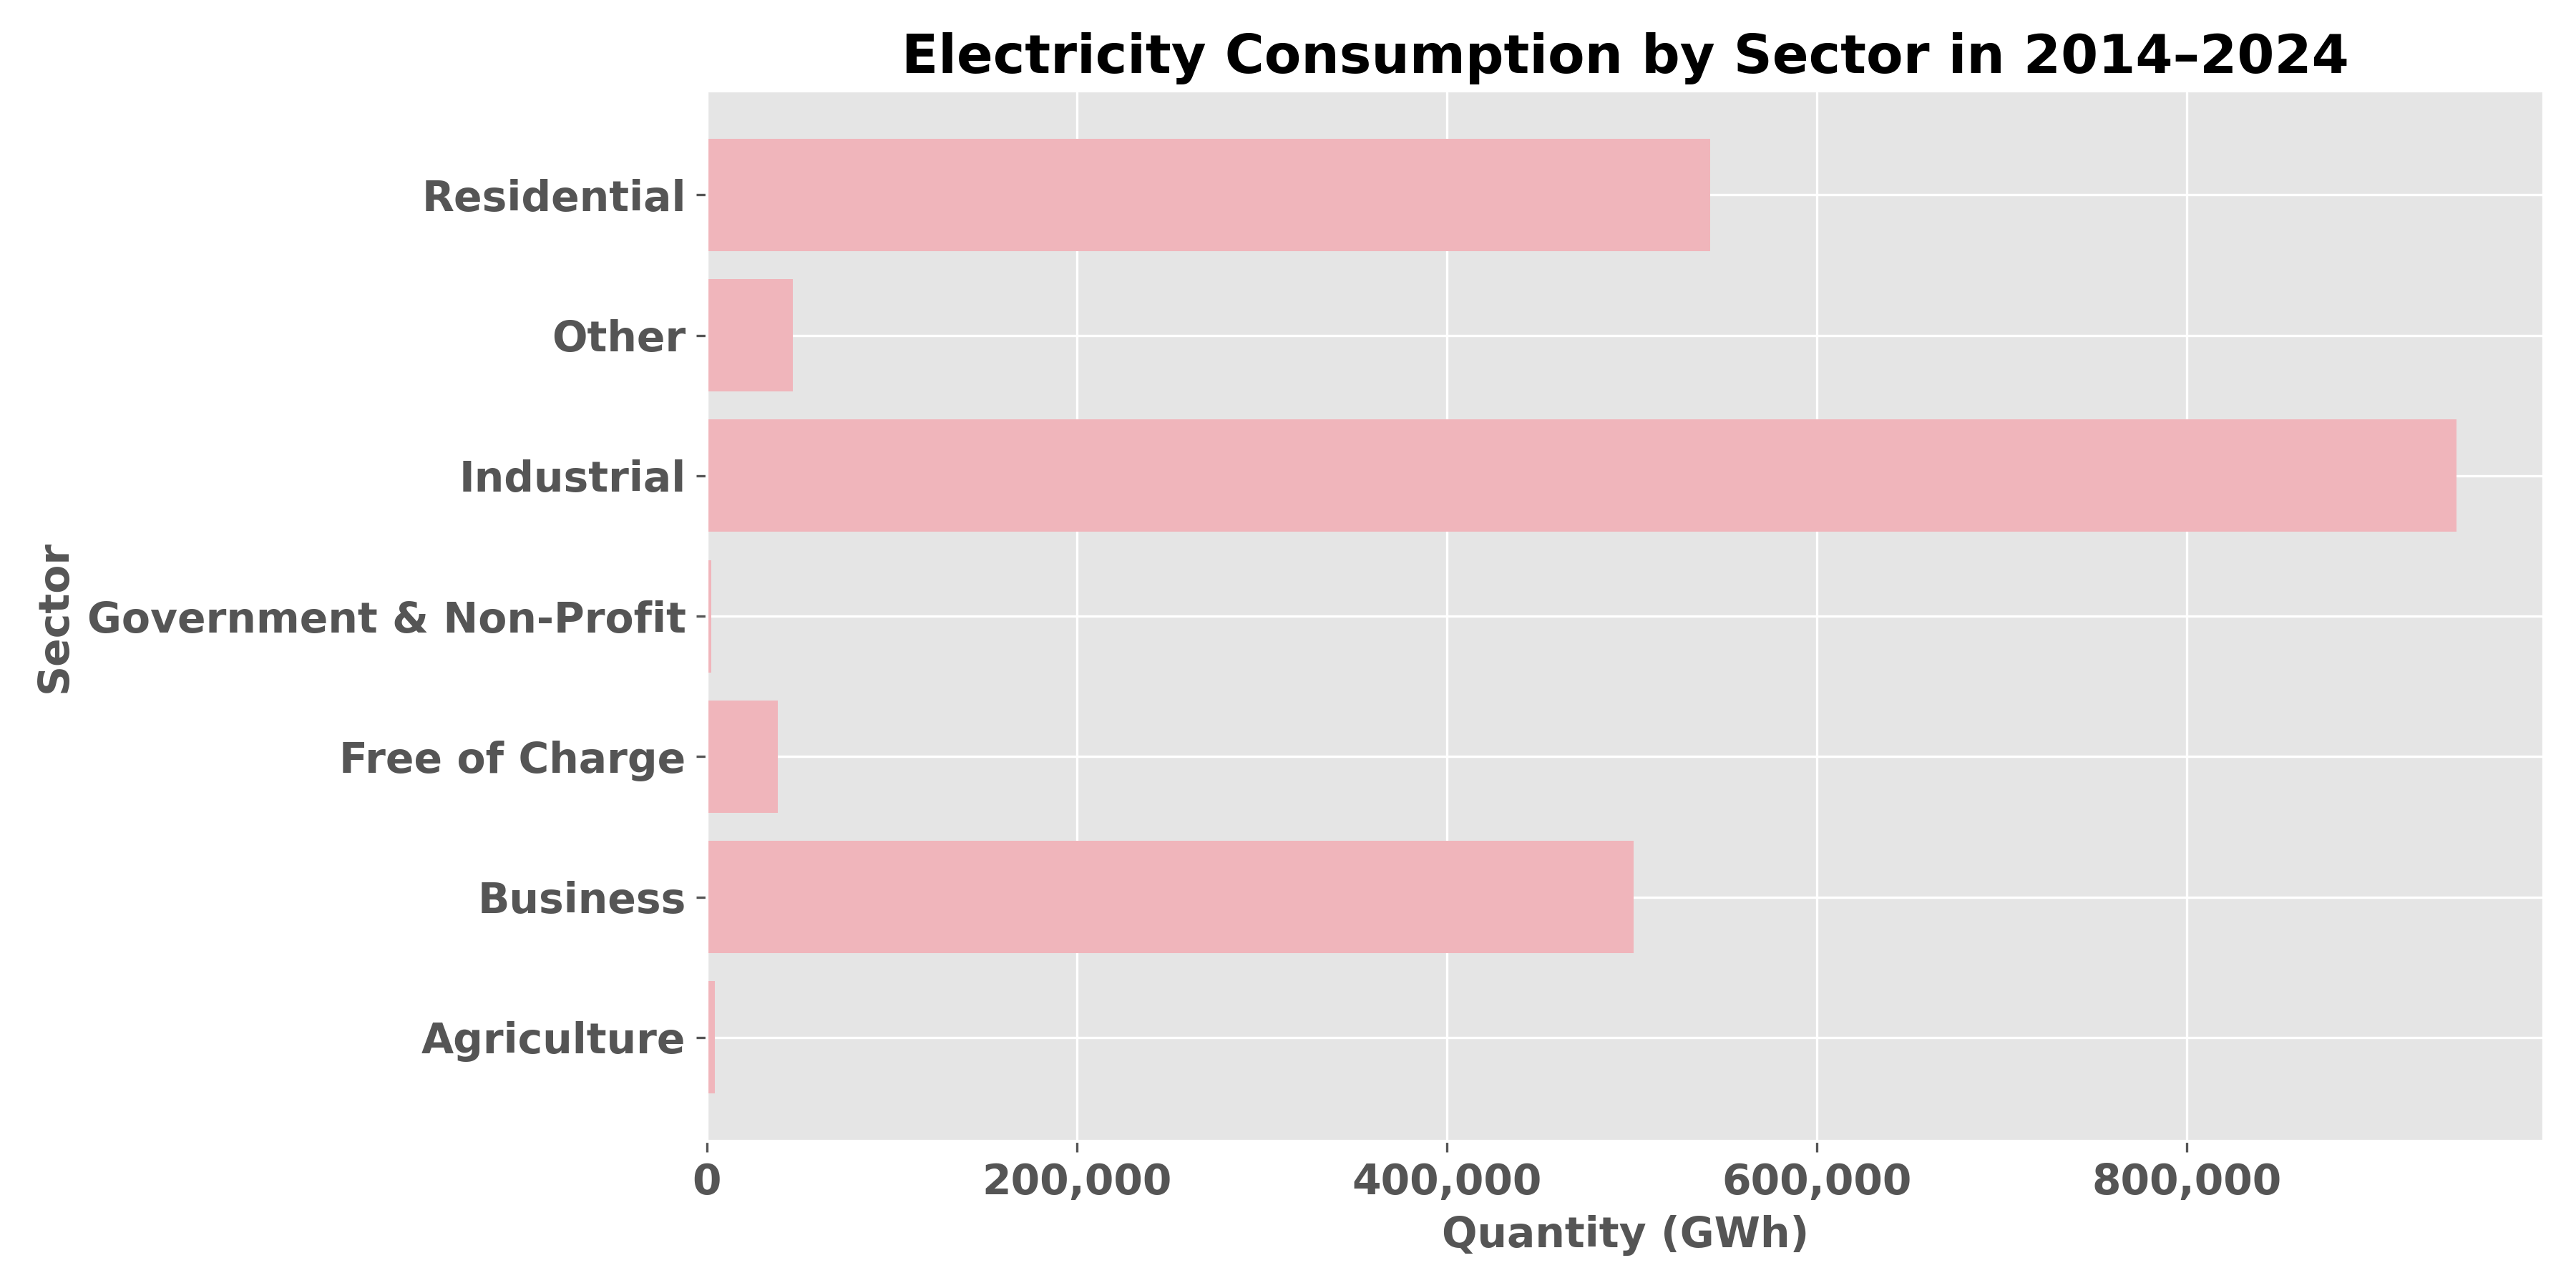 Electricity Consumption by Sector in 2014–2024
Sector
Residential
Other
Industrial
Government & Non-Profit
Free of Charge
Business
Agriculture
0 200,000 400,000 600,000 800,000
Quantity (GWh)